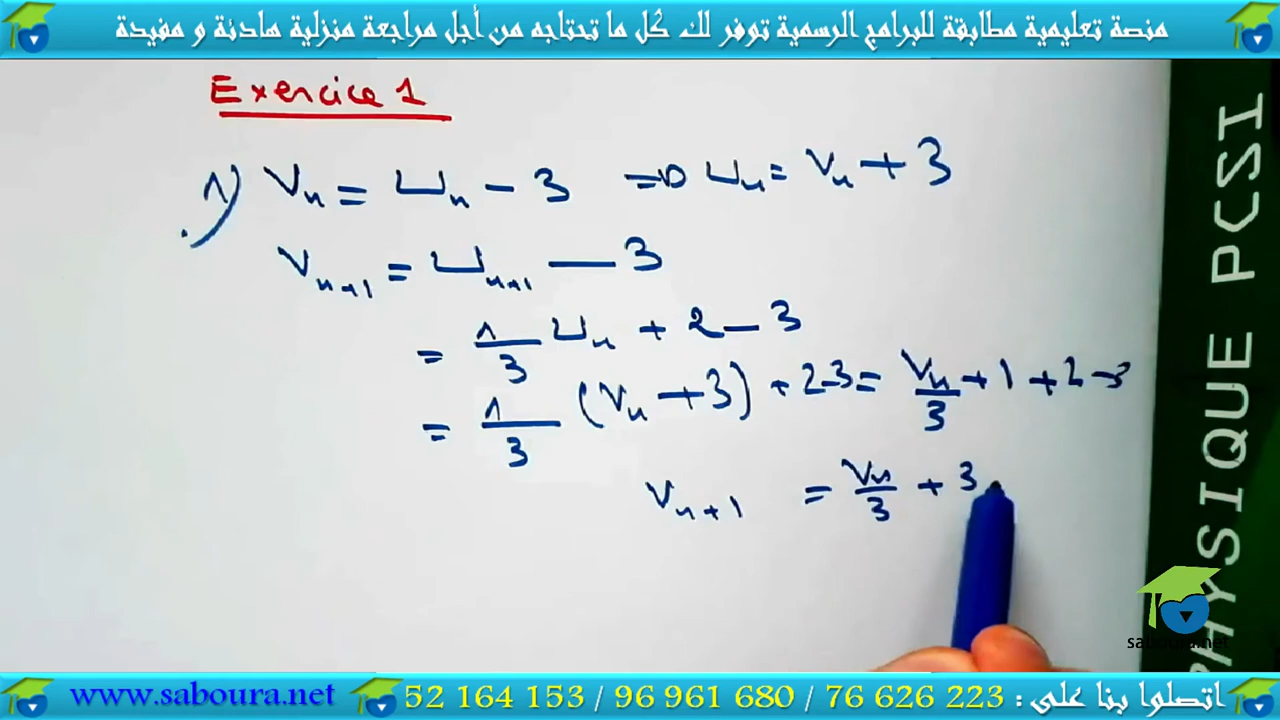 منصة تعليمية مطابقة للبرامج الرسمية توفر لك كل ما تحتاجه من أجل مراجعة منزلية هادئة و مفيدة
Exercice 1
1) Vn = Un - 3 => Un = Vn + 3
Vn+1 = Un+1 - 3
= 1/3 Un + 2 - 3
= 1/3 (Vn + 3) + 2-3 = Vn/3 + 1 + 2 - 3
Vn+1 = Vn/3 + 3
PHYSIQUE PCSI
saboura.net
www.saboura.net 52 164 153 / 96 961 680 / 76 626 223 : اتصلوا بنا على